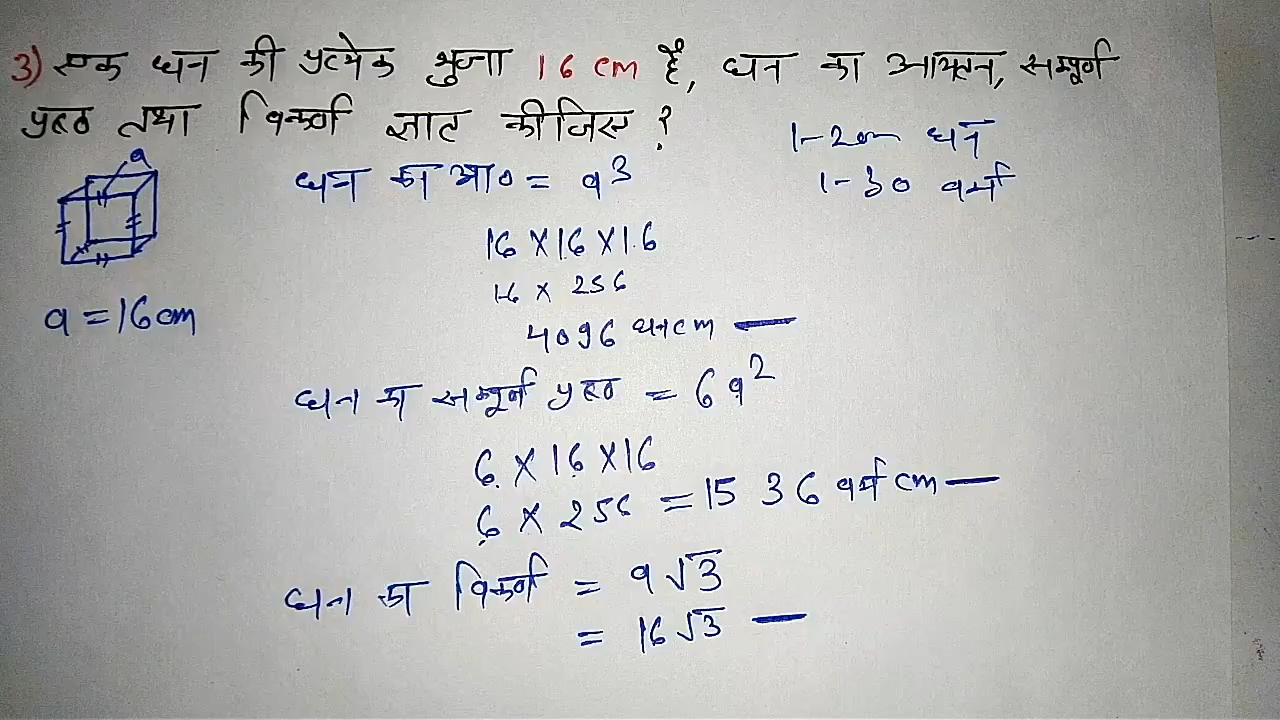 3) एक घन की प्रत्येक भुजा 16 cm है, घन का आयतन, सम्पूर्ण
पृष्ठ तथा विकर्ण ज्ञात कीजिए ?
1-20 घन
1-30 वर्ग
a
a = 16 cm
घन का आ० = a³
16 × 16 × 16
16 × 256
4096 घन cm —
घन का सम्पूर्ण पृष्ठ = 6a²
6 × 16 × 16
6 × 256 = 1536 वर्ग cm —
घन का विकर्ण = a√3
= 16√3 —